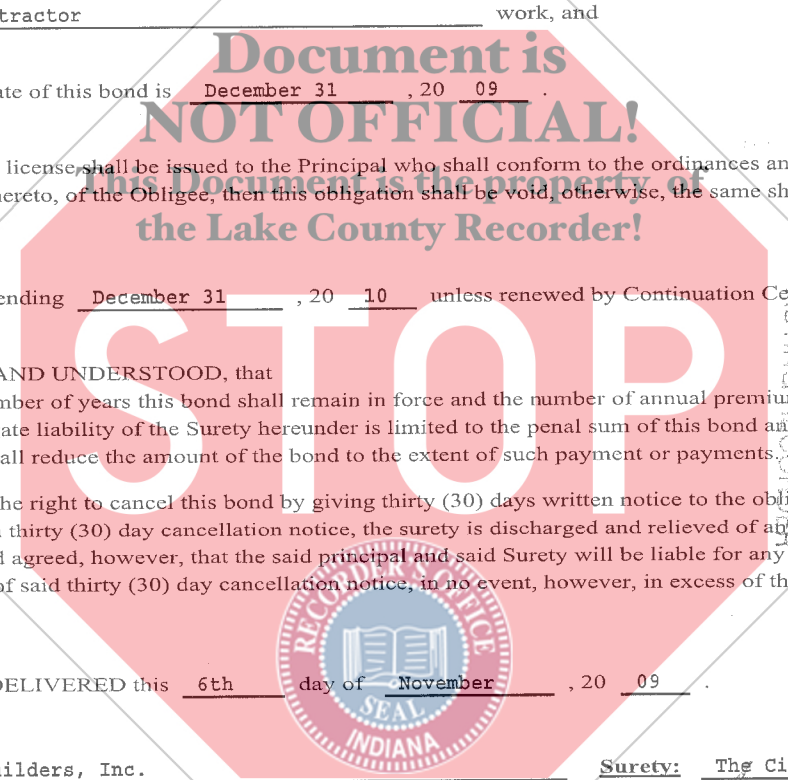 tractor work, and
Document is
ate of this bond is December 31 , 20 09 .
NOT OFFICIAL!
license shall be issued to the Principal who shall conform to the ordinances an
This Document is the property of
hereto, of the Obligee, then this obligation shall be void, otherwise, the same sh
the Lake County Recorder!
ending December 31 , 20 10 unless renewed by Continuation Ce
STOP
AND UNDERSTOOD, that
mber of years this bond shall remain in force and the number of annual premiu
ate liability of the Surety hereunder is limited to the penal sum of this bond an
all reduce the amount of the bond to the extent of such payment or payments.
the right to cancel this bond by giving thirty (30) days written notice to the obli
thirty (30) day cancellation notice, the surety is discharged and relieved of an
d agreed, however, that the said principal and said Surety will be liable for any
of said thirty (30) day cancellation notice, in no event, however, in excess of th
RECORDER'S OFFICE
DELIVERED this 6th day of November , 20 09 .
SEAL
INDIANA
uilders, Inc. Surety: The Ci